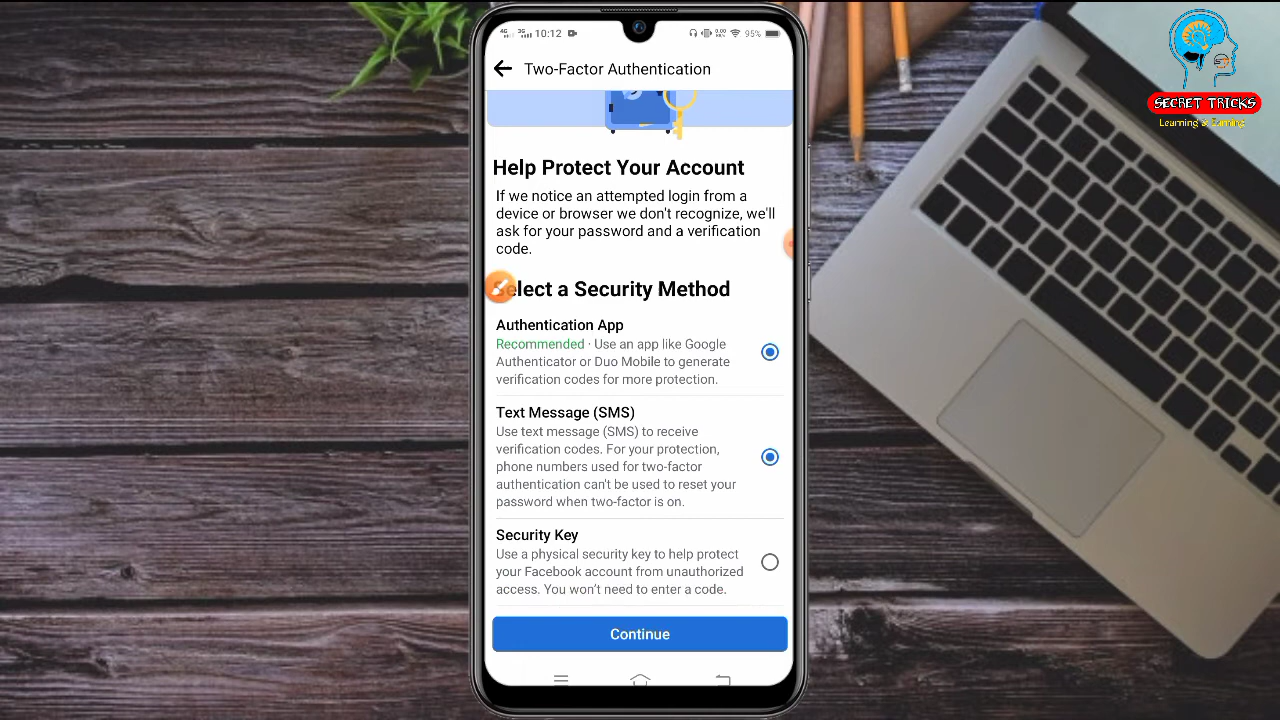 4G 3G 10:12 0.00 95%
Two-Factor Authentication
Help Protect Your Account
If we notice an attempted login from a
device or browser we don't recognize, we'll
ask for your password and a verification
code.
elect a Security Method
Authentication App
Recommended · Use an app like Google
Authenticator or Duo Mobile to generate
verification codes for more protection.
Text Message (SMS)
Use text message (SMS) to receive
verification codes. For your protection,
phone numbers used for two-factor
authentication can't be used to reset your
password when two-factor is on.
Security Key
Use a physical security key to help protect
your Facebook account from unauthorized
access. You won't need to enter a code.
Continue
SECRET TRICKS
Learning & Earning